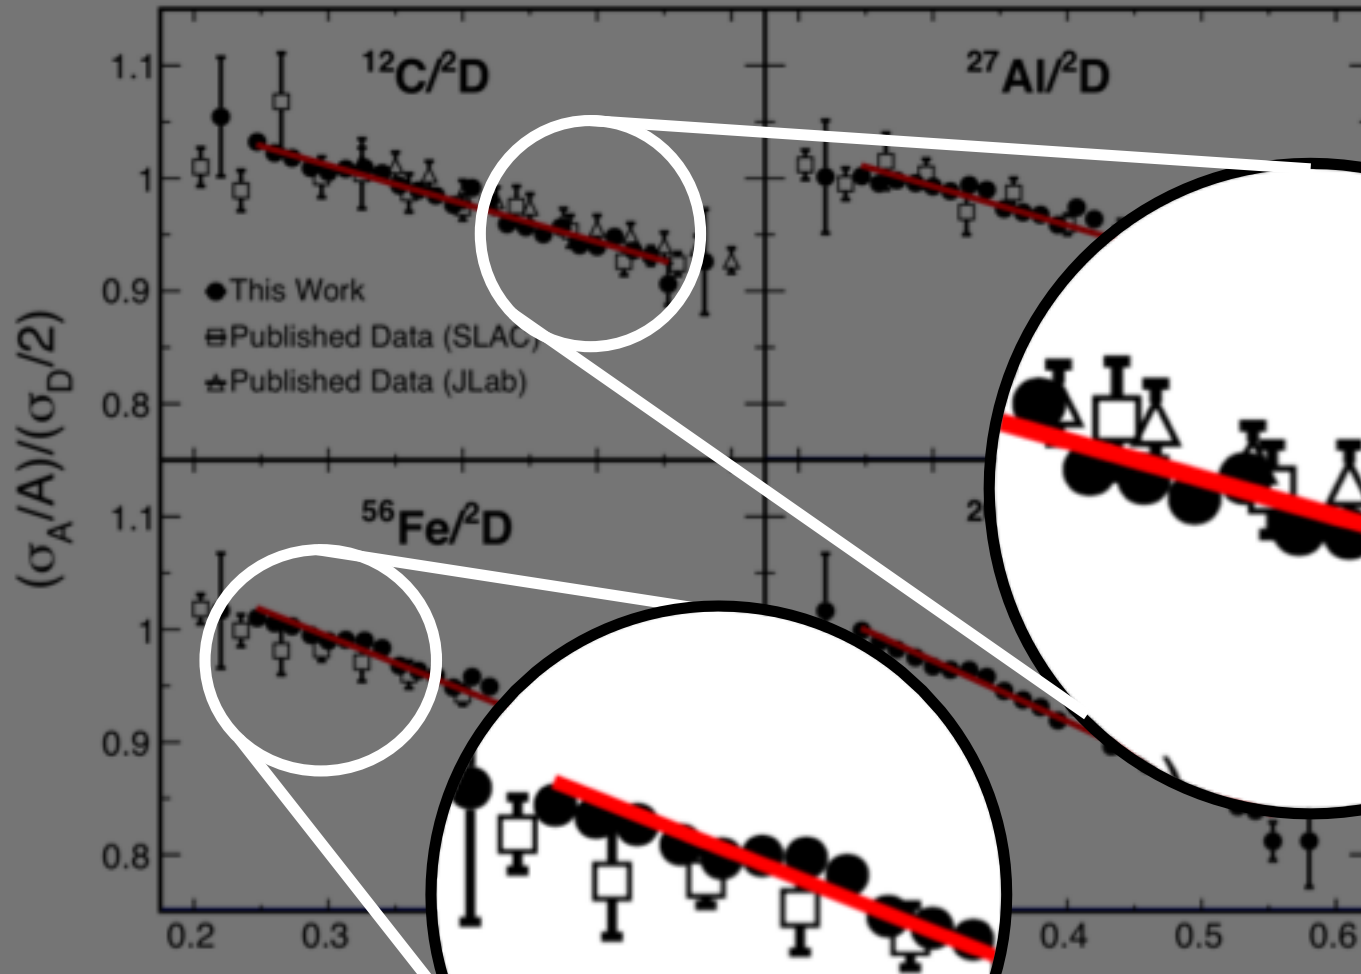 (σA/A)/(σD/2)
1.1
1
0.9
0.8
12C/2D
This Work
Published Data (SLAC)
Published Data (JLab)
27Al/2D
1.1
1
0.9
0.8
56Fe/2D
2
0.2 0.3 0.4 0.5 0.6